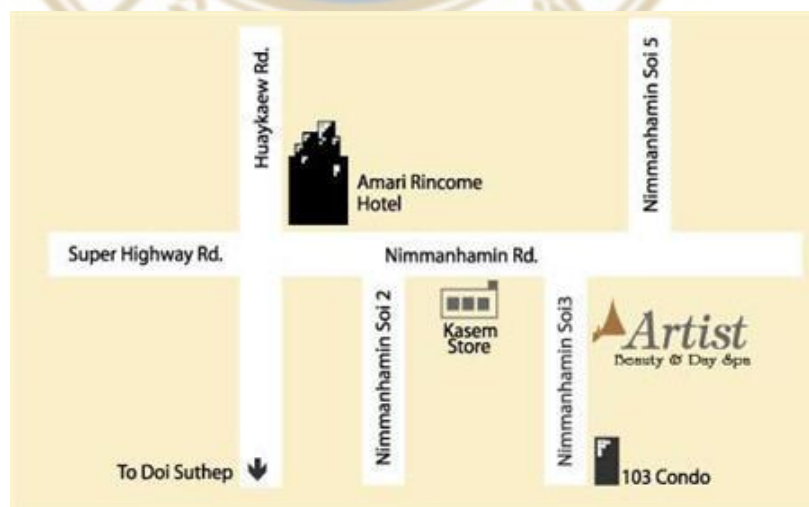 Huaykaew Rd.
Nimmanhamin Soi 5
Amari Rincome
Hotel
Super Highway Rd.
Nimmanhamin Rd.
Nimmanhamin Soi 2
Kasem
Store
Nimmanhamin Soi3
Artist
Beauty & Day Spa
To Doi Suthep
103 Condo